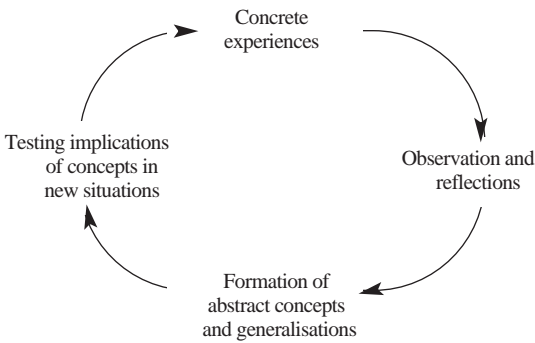 Concrete
experiences
Observation and
reflections
Formation of
abstract concepts
and generalisations
Testing implications
of concepts in
new situations